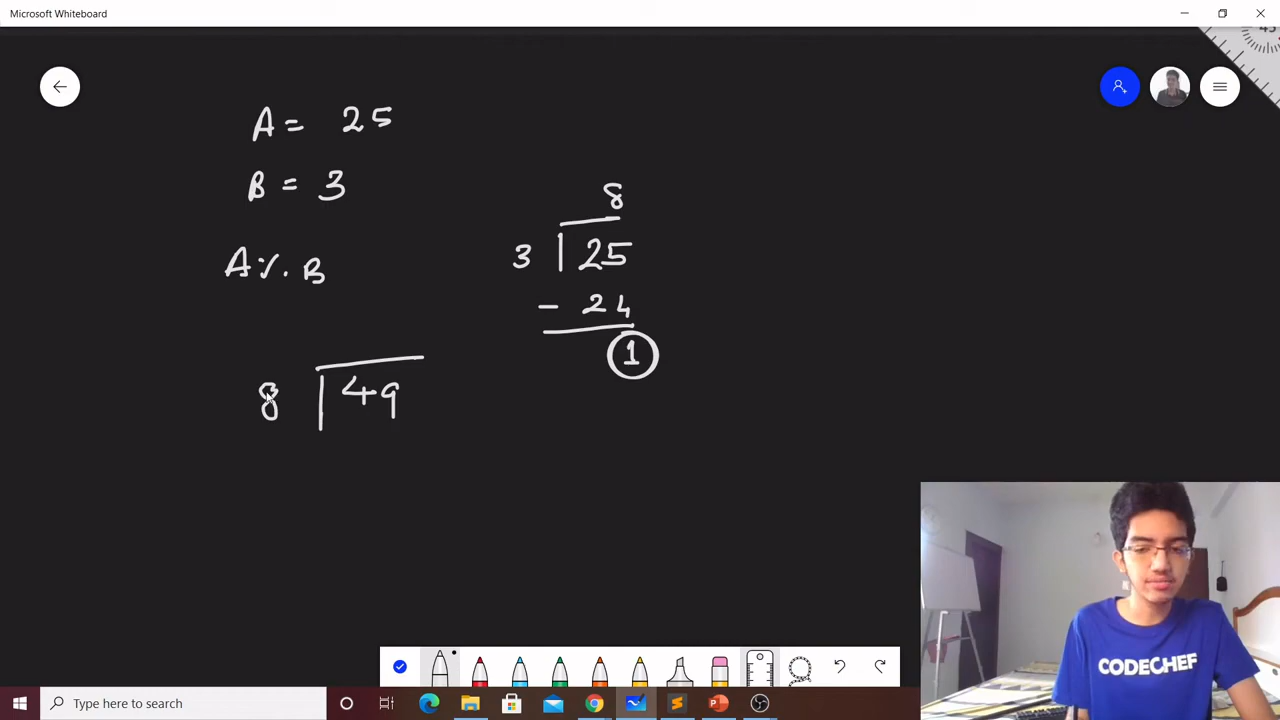 Microsoft Whiteboard
A = 25
B = 3
A %. B
8
3 25
- 24
1
8 49
CODECHEF
Type here to search